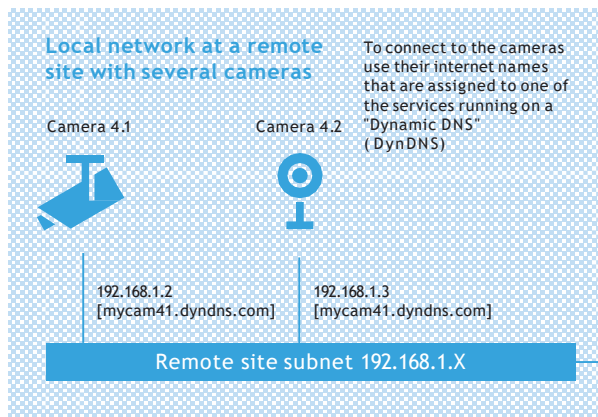 Local network at a remote
site with several cameras
To connect to the cameras
use their internet names
that are assigned to one of
the services running on a
"Dynamic DNS"
(DynDNS)
Camera 4.1
Camera 4.2
192.168.1.2
[mycam41.dyndns.com]
192.168.1.3
[mycam41.dyndns.com]
Remote site subnet 192.168.1.X